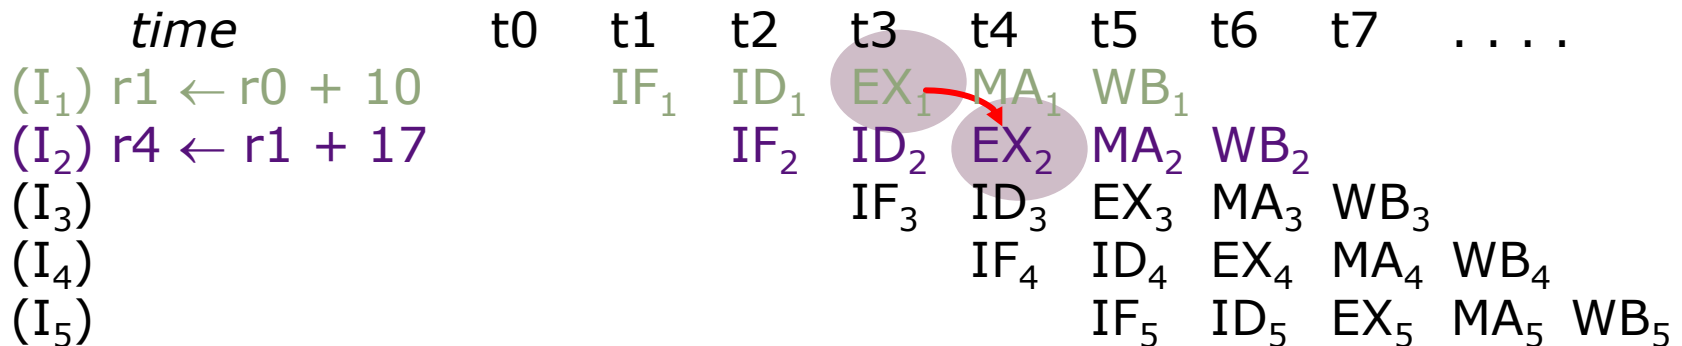 time t0 t1 t2 t3 t4 t5 t6 t7 . . . .
(I₁) r1 ← r0 + 10 IF₁ ID₁ EX₁ MA₁ WB₁
(I₂) r4 ← r1 + 17 IF₂ ID₂ EX₂ MA₂ WB₂
(I₃) IF₃ ID₃ EX₃ MA₃ WB₃
(I₄) IF₄ ID₄ EX₄ MA₄ WB₄
(I₅) IF₅ ID₅ EX₅ MA₅ WB₅